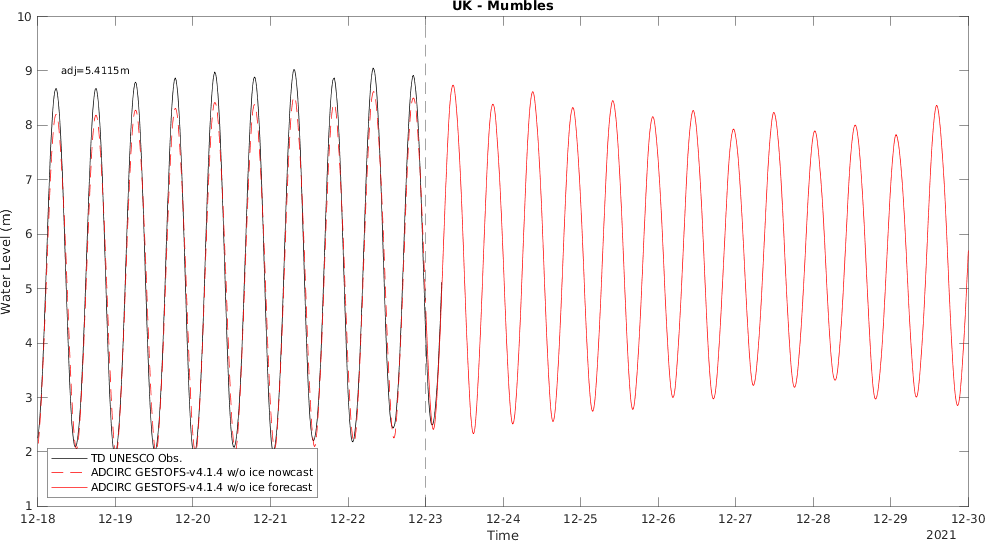 UK - Mumbles
adj=5.4115m
Water Level (m)
10
9
8
7
6
5
4
3
2
1
TD UNESCO Obs.
ADCIRC GESTOFS-v4.1.4 w/o ice nowcast
ADCIRC GESTOFS-v4.1.4 w/o ice forecast
12-18 12-19 12-20 12-21 12-22 12-23 12-24 12-25 12-26 12-27 12-28 12-29 12-30
Time
2021